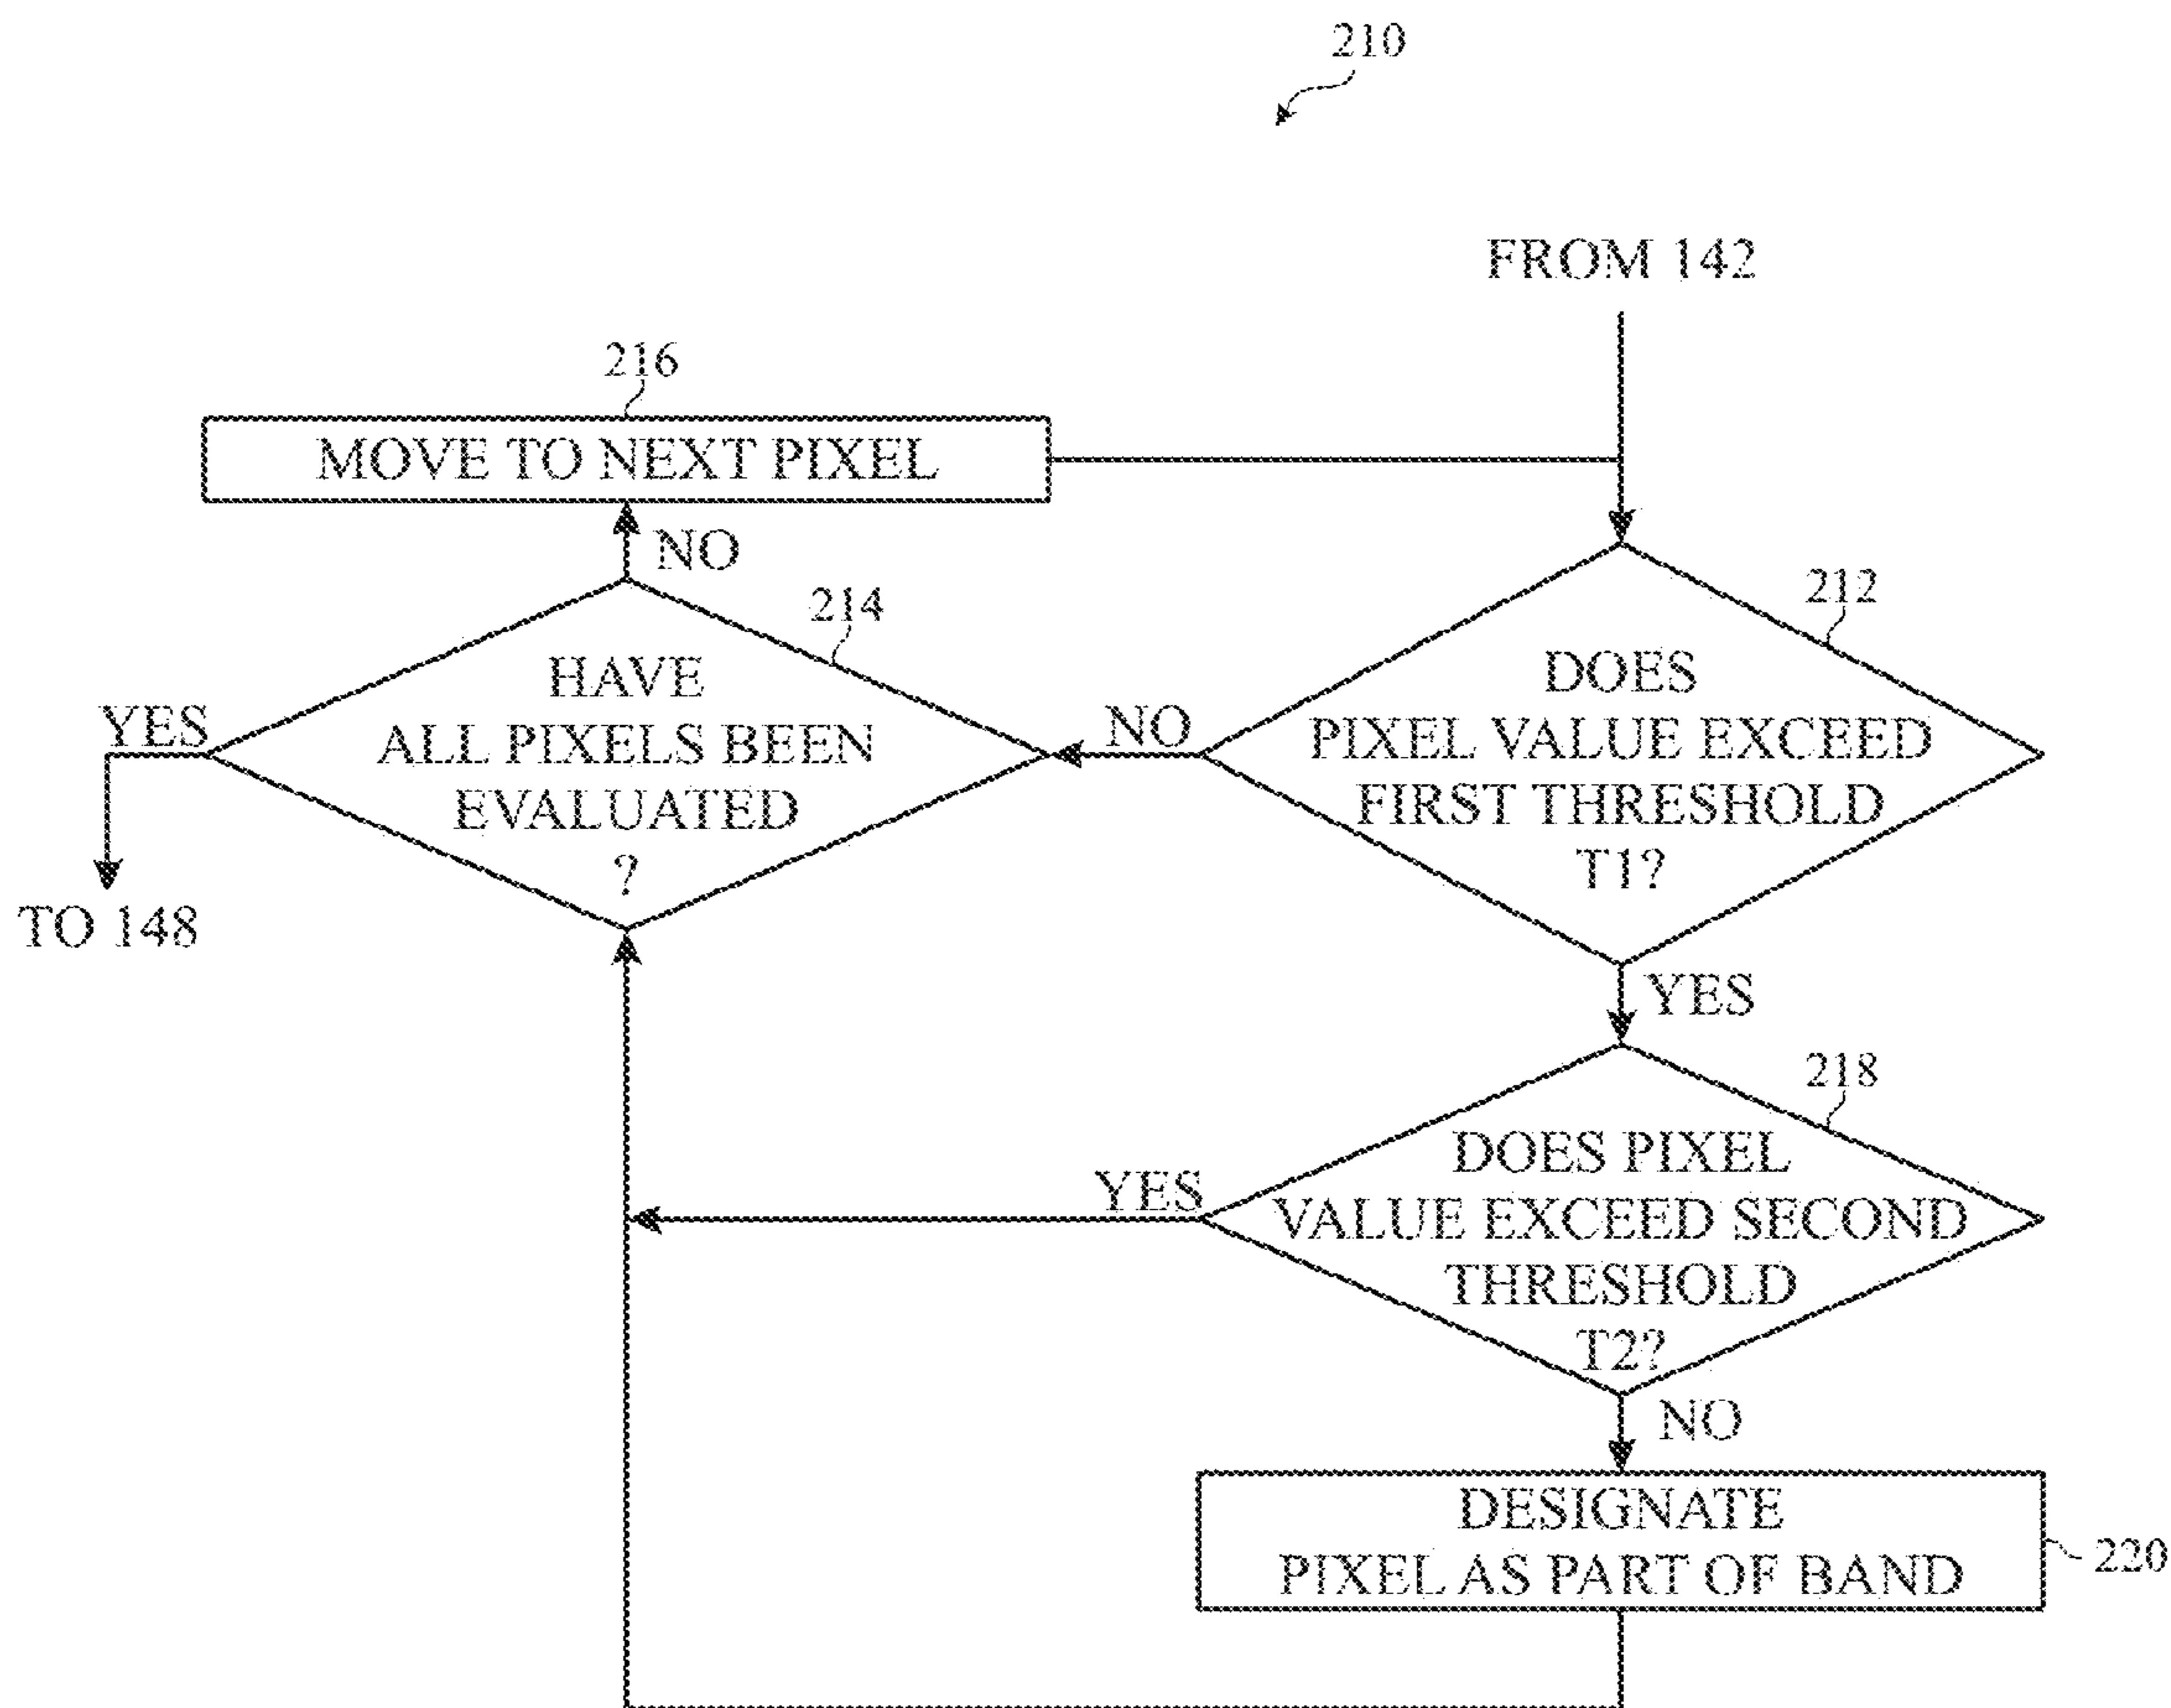 210
FROM 142
216
MOVE TO NEXT PIXEL
NO
214
HAVE
ALL PIXELS BEEN
EVALUATED
?
YES
TO 148
NO
212
DOES
PIXEL VALUE EXCEED
FIRST THRESHOLD
T1?
YES
218
DOES PIXEL
VALUE EXCEED SECOND
THRESHOLD
T2?
YES
NO
DESIGNATE
PIXEL AS PART OF BAND
220